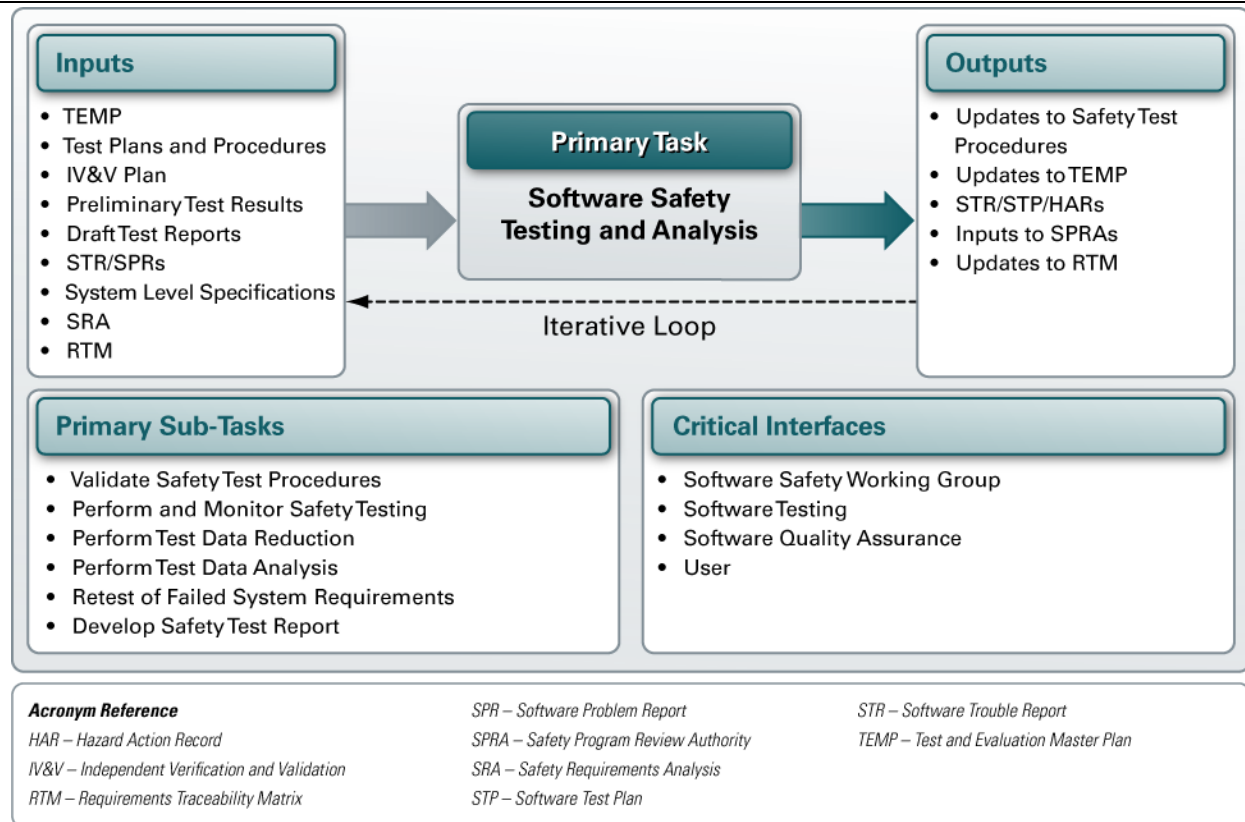 Inputs
• TEMP
• Test Plans and Procedures
• IV&V Plan
• Preliminary Test Results
• Draft Test Reports
• STR/SPRs
• System Level Specifications
• SRA
• RTM
Primary Task
Software Safety
Testing and Analysis
Iterative Loop
Outputs
• Updates to Safety Test
Procedures
• Updates to TEMP
• STR/STP/HARs
• Inputs to SPRAs
• Updates to RTM
Primary Sub-Tasks
• Validate Safety Test Procedures
• Perform and Monitor Safety Testing
• Perform Test Data Reduction
• Perform Test Data Analysis
• Retest of Failed System Requirements
• Develop Safety Test Report
Critical Interfaces
• Software Safety Working Group
• Software Testing
• Software Quality Assurance
• User
Acronym Reference
HAR – Hazard Action Record
IV&V – Independent Verification and Validation
RTM – Requirements Traceability Matrix
SPR – Software Problem Report
SPRA – Safety Program Review Authority
SRA – Safety Requirements Analysis
STP – Software Test Plan
STR – Software Trouble Report
TEMP – Test and Evaluation Master Plan